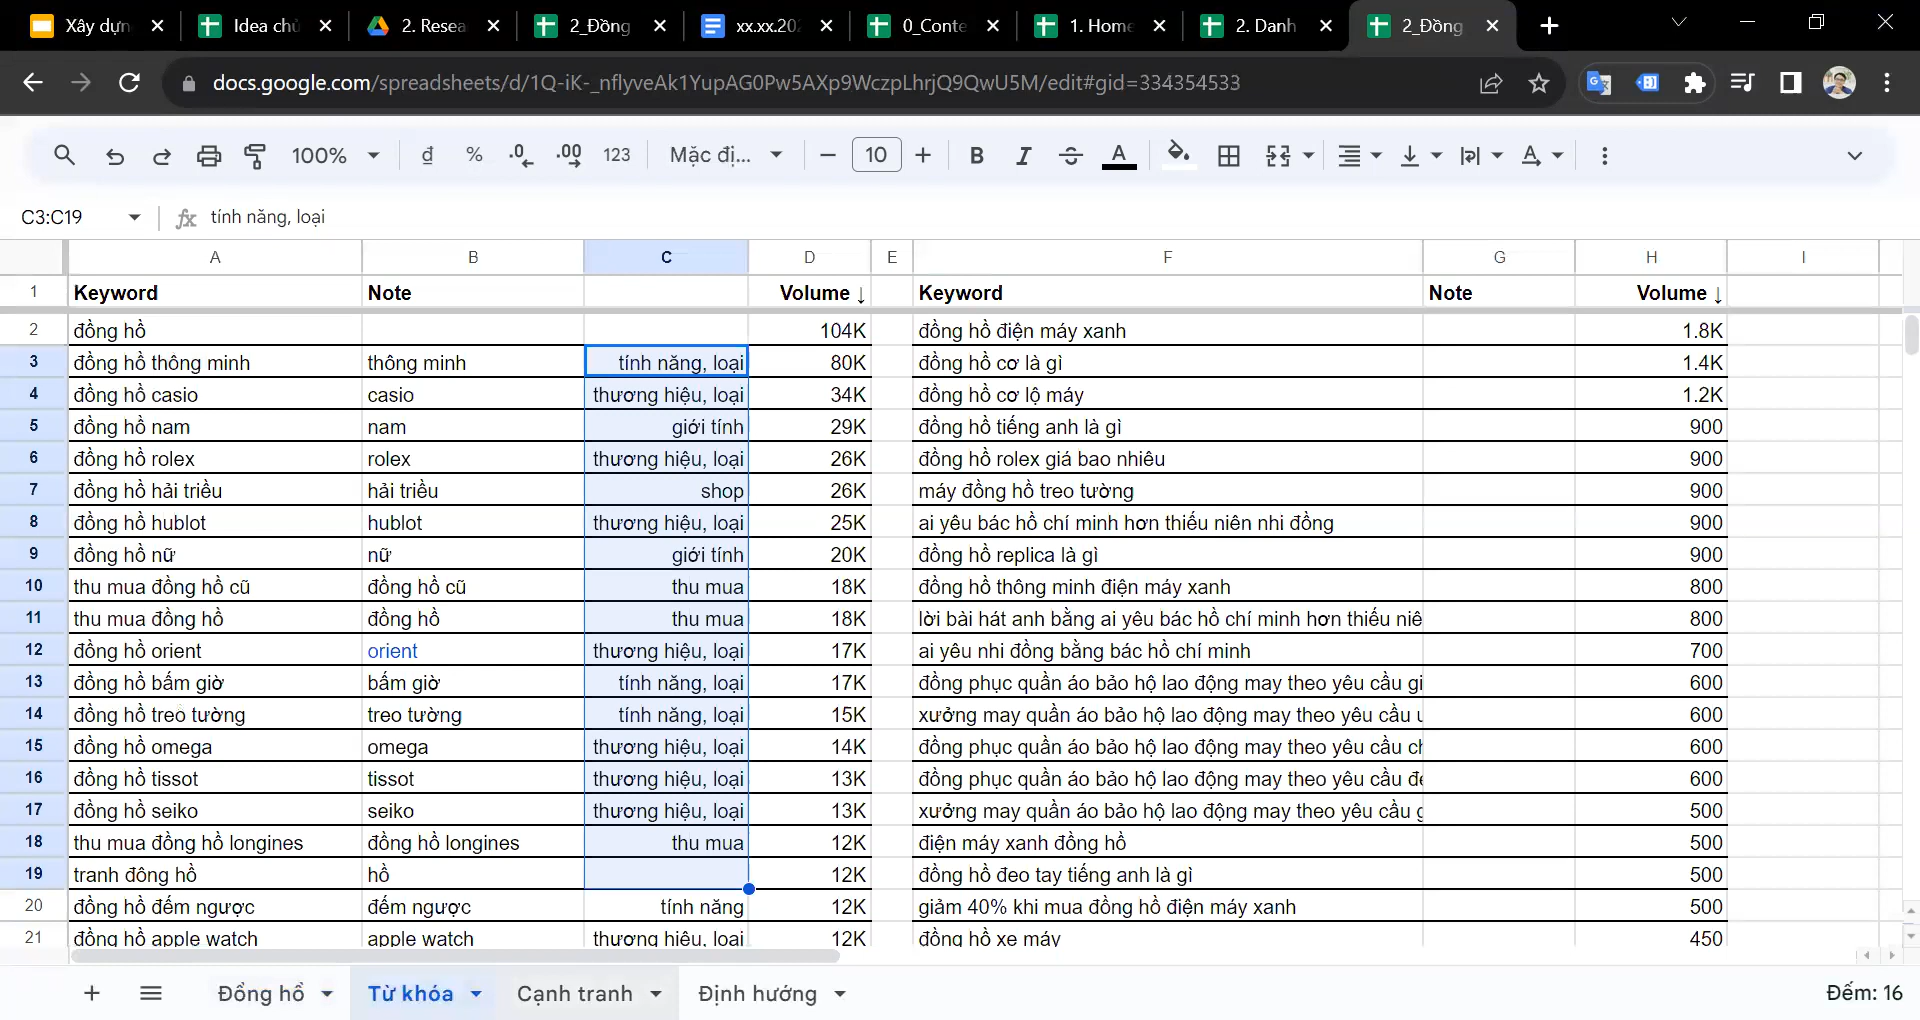 Xây dựn
Idea chủ
2. Resea
2_Đồng
xx.xx.202
0_Conte
1. Home
2. Danh
2_Đồng
docs.google.com/spreadsheets/d/1Q-iK-_nflyveAk1YupAG0Pw5AXp9WczpLhrjQ9QwU5M/edit#gid=334354533
100% đ % .0 .00 123 Mặc đị... 10 B I A
C3:C19 fx tính năng, loại
A B C D E F G H I
1 Keyword Note Volume ↓ Keyword Note Volume ↓
2 đồng hồ 104K đồng hồ điện máy xanh 1.8K
3 đồng hồ thông minh thông minh tính năng, loại 80K đồng hồ cơ là gì 1.4K
4 đồng hồ casio casio thương hiệu, loại 34K đồng hồ cơ lộ máy 1.2K
5 đồng hồ nam nam giới tính 29K đồng hồ tiếng anh là gì 900
6 đồng hồ rolex rolex thương hiệu, loại 26K đồng hồ rolex giá bao nhiêu 900
7 đồng hồ hải triều hải triều shop 26K máy đồng hồ treo tường 900
8 đồng hồ hublot hublot thương hiệu, loại 25K ai yêu bác hồ chí minh hơn thiếu niên nhi đồng 900
9 đồng hồ nữ nữ giới tính 20K đồng hồ replica là gì 900
10 thu mua đồng hồ cũ đồng hồ cũ thu mua 18K đồng hồ thông minh điện máy xanh 800
11 thu mua đồng hồ đồng hồ thu mua 18K lời bài hát anh bằng ai yêu bác hồ chí minh hơn thiếu niê 800
12 đồng hồ orient orient thương hiệu, loại 17K ai yêu nhi đồng bằng bác hồ chí minh 700
13 đồng hồ bấm giờ bấm giờ tính năng, loại 17K đồng phục quần áo bảo hộ lao động may theo yêu cầu gi 600
14 đồng hồ treo tường treo tường tính năng, loại 15K xưởng may quần áo bảo hộ lao động may theo yêu cầu u 600
15 đồng hồ omega omega thương hiệu, loại 14K đồng phục quần áo bảo hộ lao động may theo yêu cầu ch 600
16 đồng hồ tissot tissot thương hiệu, loại 13K đồng phục quần áo bảo hộ lao động may theo yêu cầu đẹ 600
17 đồng hồ seiko seiko thương hiệu, loại 13K xưởng may quần áo bảo hộ lao động may theo yêu cầu g 500
18 thu mua đồng hồ longines đồng hồ longines thu mua 12K điện máy xanh đồng hồ 500
19 tranh đông hồ hồ 12K đồng hồ đeo tay tiếng anh là gì 500
20 đồng hồ đếm ngược đếm ngược tính năng 12K giảm 40% khi mua đồng hồ điện máy xanh 500
21 đồng hồ apple watch apple watch thương hiệu, loại 12K đồng hồ xe máy 450
Đồng hồ Từ khóa Cạnh tranh Định hướng Đếm: 16